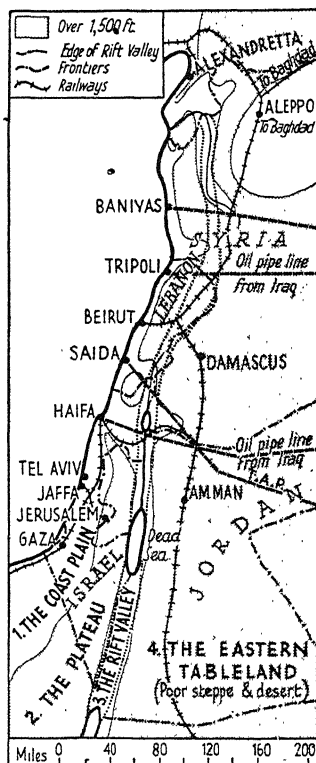 Over 1,500 ft.
Edge of Rift Valley
Frontiers
Railways
ALEXANDRETTA
To Baghdad
ALEPPO
To Baghdad
BANIYAS
SYRIA
TRIPOLI
Oil pipe line
from Iraq
LEBANON
BEIRUT
SAIDA
DAMASCUS
HAIFA
Oil pipe line
from Iraq
T.A.P.
TEL AVIV
JAFFA
AMMAN
JERUSALEM
GAZA
Dead
Sea
JORDAN
ISRAEL
1. THE COAST PLAIN
2. THE PLATEAU
3. THE RIFT VALLEY
4. THE EASTERN
TABLELAND
(Poor steppe & desert)
Miles 0 40 80 120 160 200